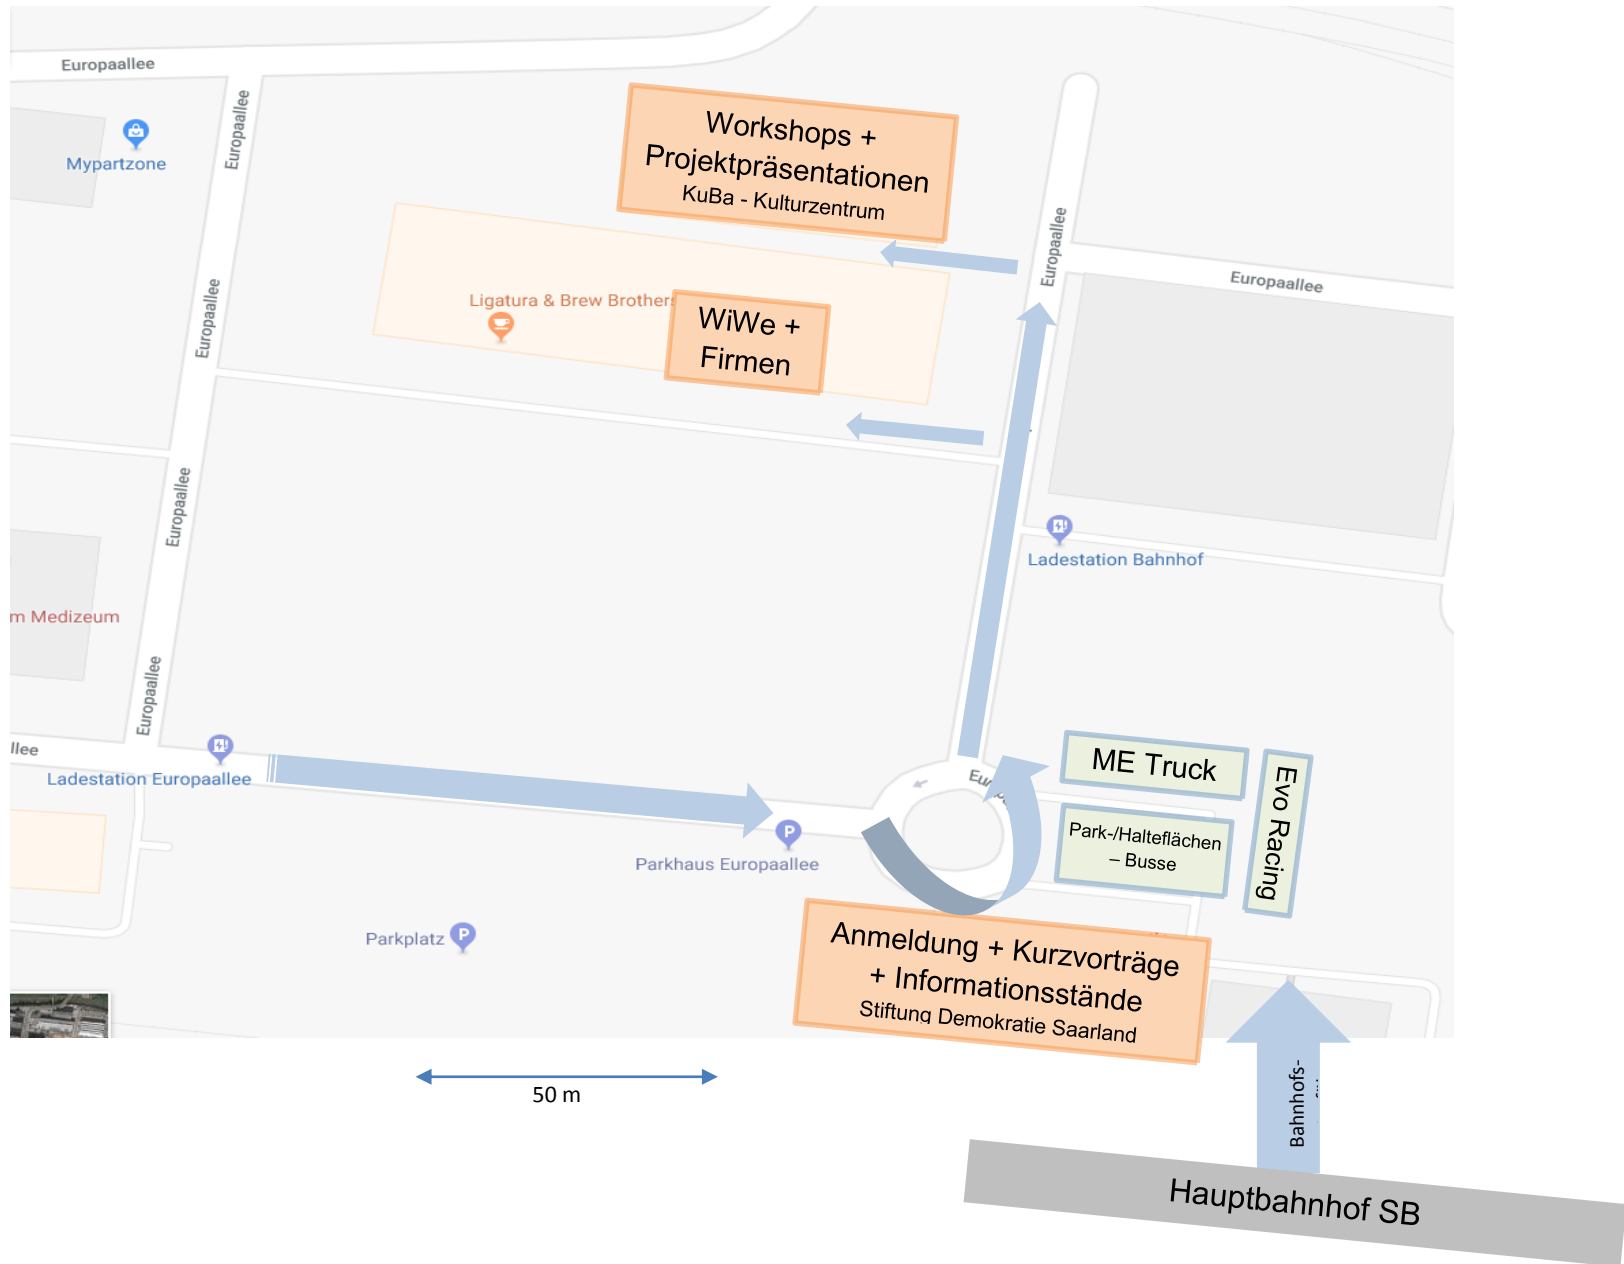 Europaallee
Europaallee
Mypartzone
Workshops +
Projektpräsentationen
KuBa - Kulturzentrum
Europaallee
Europaallee
Europaallee
Ligatura & Brew Brothers
WiWe +
Firmen
Europaallee
Ladestation Bahnhof
m Medizeum
Europaallee
llee
Ladestation Europaallee
ME Truck
Evo Racing
Park-/Halteflächen
– Busse
P
Parkhaus Europaallee
Parkplatz
P
Anmeldung + Kurzvorträge
+ Informationsstände
Stiftung Demokratie Saarland
50 m
Bahnhofs-
Hauptbahnhof SB